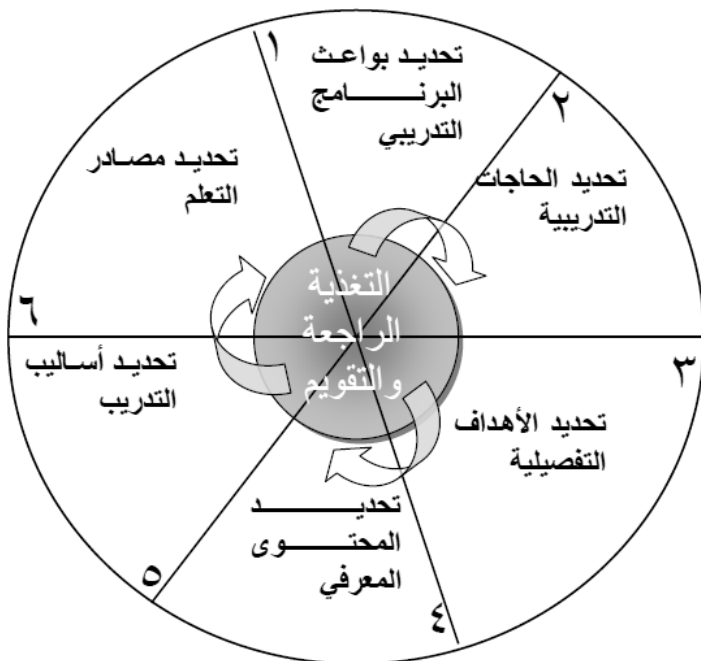 ١
تحديد بواعث
البرنامج
التدريبي
٢
تحديد الحاجات
التدريبية
٣
تحديد الأهداف
التفصيلية
٤
تحديد
المحتوى
المعرفي
٥
تحديد أساليب
التدريب
٦
تحديد مصادر
التعلم
التغذية
الراجعة
والتقويم